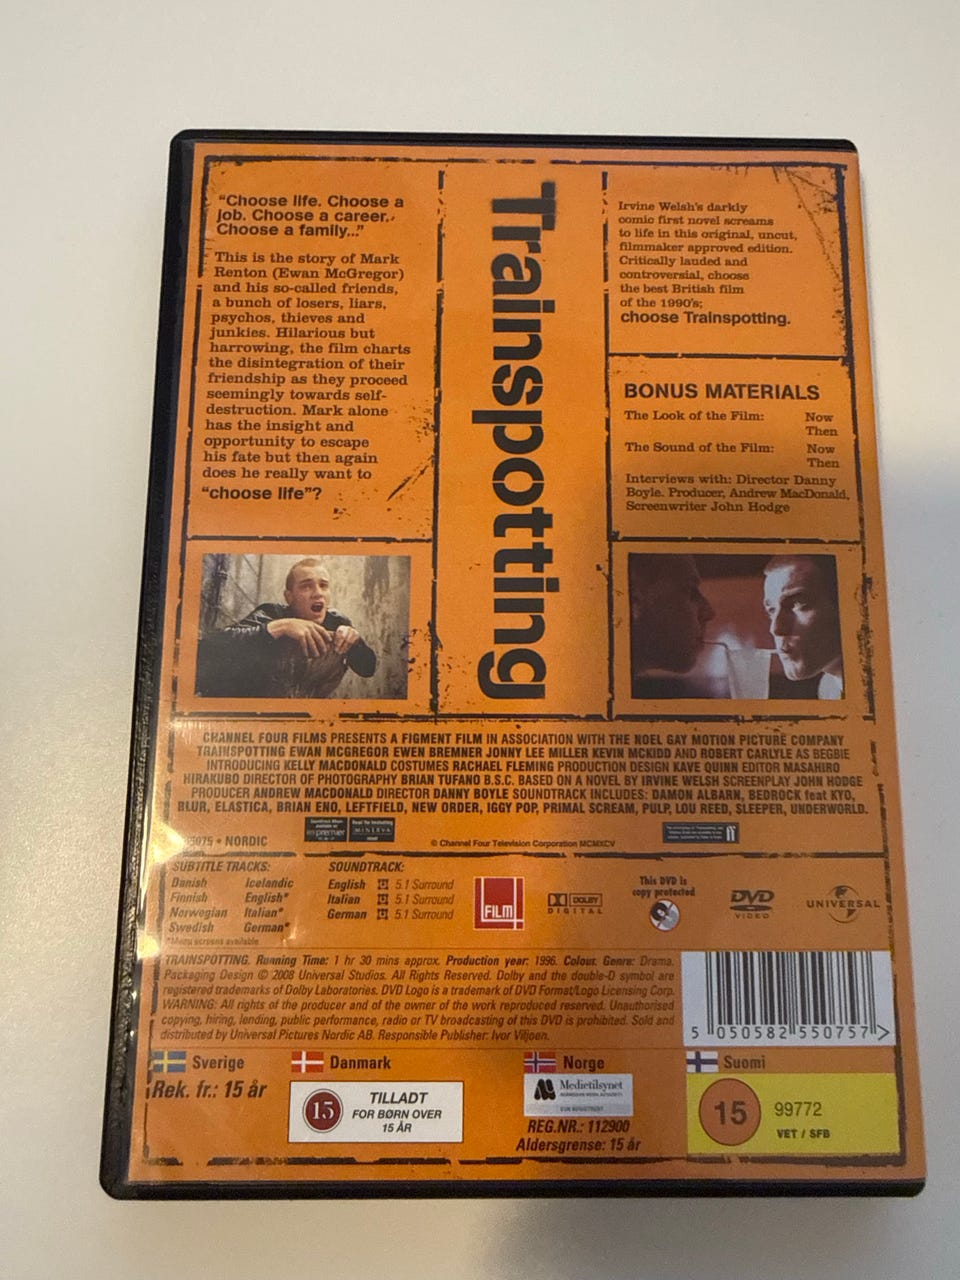 "Choose life. Choose a
job. Choose a career.
Choose a family..."
This is the story of Mark
Renton (Ewan McGregor)
and his so-called friends,
a bunch of losers, liars,
psychos, thieves and
junkies. Hilarious but
harrowing, the film charts
the disintegration of their
friendship as they proceed
seemingly towards self-
destruction. Mark alone
has the insight and
opportunity to escape
his fate but then again
does he really want to
"choose life"?
Trainspotting
Irvine Welsh's darkly
comic first novel screams
to life in this original, uncut,
filmmaker approved edition.
Critically lauded and
controversial, choose
the best British film
of the 1990's;
choose Trainspotting.
BONUS MATERIALS
The Look of the Film: Now
Then
The Sound of the Film: Now
Then
Interviews with: Director Danny
Boyle. Producer, Andrew MacDonald,
Screenwriter John Hodge
CHANNEL FOUR FILMS PRESENTS A FIGMENT FILM IN ASSOCIATION WITH THE NOEL GAY MOTION PICTURE COMPANY
TRAINSPOTTING EWAN MCGREGOR EWEN BREMNER JONNY LEE MILLER KEVIN MCKIDD AND ROBERT CARLYLE AS BEGBIE
INTRODUCING KELLY MACDONALD COSTUMES RACHAEL FLEMING PRODUCTION DESIGN KAVE QUINN EDITOR MASAHIRO
HIRAKUBO DIRECTOR OF PHOTOGRAPHY BRIAN TUFANO B.S.C. BASED ON A NOVEL BY IRVINE WELSH SCREENPLAY JOHN HODGE
PRODUCER ANDREW MACDONALD DIRECTOR DANNY BOYLE SOUNDTRACK INCLUDES: DAMON ALBARN, BEDROCK feat KYO,
BLUR, ELASTICA, BRIAN ENO, LEFTFIELD, NEW ORDER, IGGY POP, PRIMAL SCREAM, PULP, LOU REED, SLEEPER, UNDERWORLD.
premier
MINERVA
5075 • NORDIC
© Channel Four Television Corporation MCMXCV
SUBTITLE TRACKS:
Danish Icelandic
Finnish English*
Norwegian Italian*
Swedish German*
*Menu screens available
SOUNDTRACK:
English 5.1 Surround
Italian 5.1 Surround
German 5.1 Surround
FILM
DOLBY
DIGITAL
This DVD is
copy protected
DVD
VIDEO
UNIVERSAL
TRAINSPOTTING. Running Time: 1 hr 30 mins approx. Production year: 1996. Colour. Genre: Drama.
Packaging Design © 2008 Universal Studios. All Rights Reserved. Dolby and the double-D symbol are
registered trademarks of Dolby Laboratories. DVD Logo is a trademark of DVD Format/Logo Licensing Corp.
WARNING: All rights of the producer and of the owner of the work reproduced reserved. Unauthorised
copying, hiring, lending, public performance, radio or TV broadcasting of this DVD is prohibited. Sold and
distributed by Universal Pictures Nordic AB. Responsible Publisher: Ivor Viljoen.
5 050582 550757 >
Sverige
Rek. fr.: 15 år
Danmark
15
TILLADT
FOR BØRN OVER
15 ÅR
Norge
Medietilsynet
NORWEGIAN MEDIA AUTHORITY
REG.NR.: 112900
Aldersgrense: 15 år
Suomi
15
99772
VET / SFB